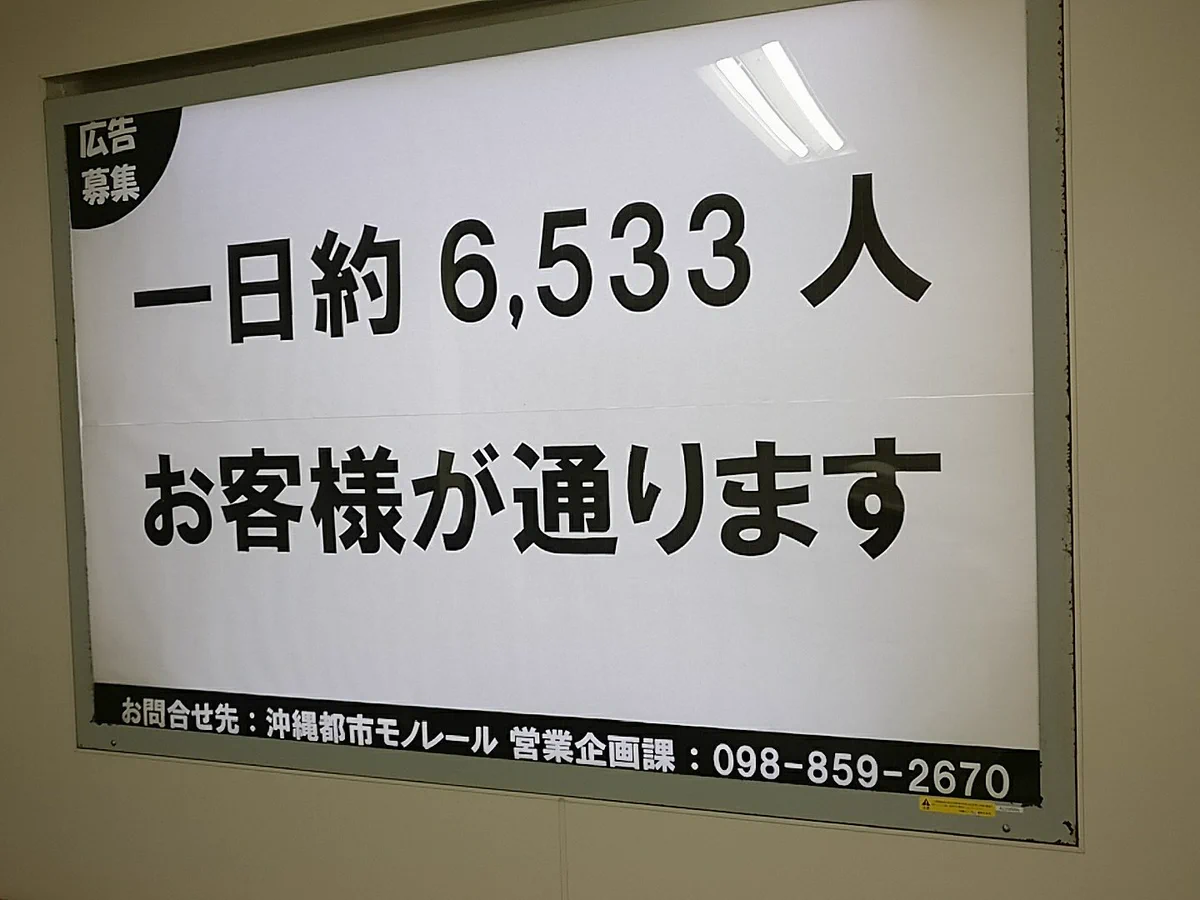 広告
募集
一日約 6,533 人
お客様が通ります
お問合せ先：沖縄都市モノレール 営業企画課：098-859-2670